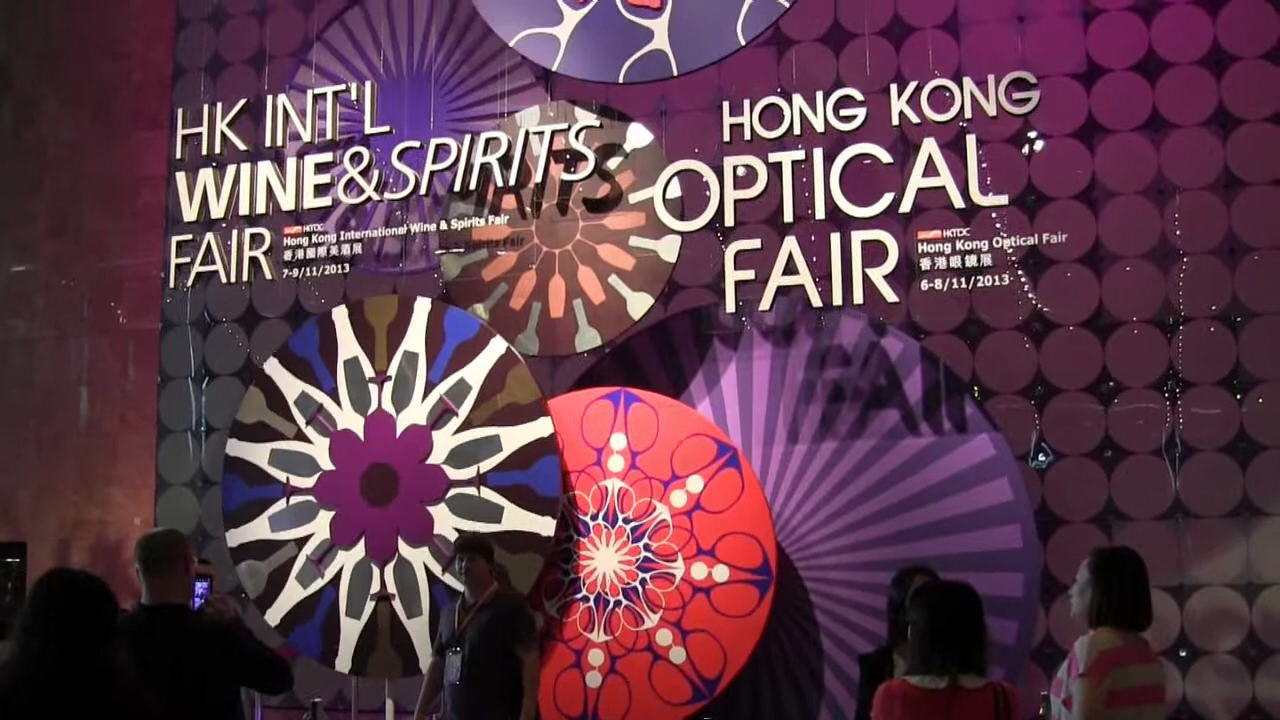 HK INT'L
WINE&SPIRITS
FAIR
HKTDC
Hong Kong International Wine & Spirits Fair
香港國際美酒展
7-9/11/2013
HONG KONG
OPTICAL
FAIR
HKTDC
Hong Kong Optical Fair
香港眼鏡展
6-8/11/2013